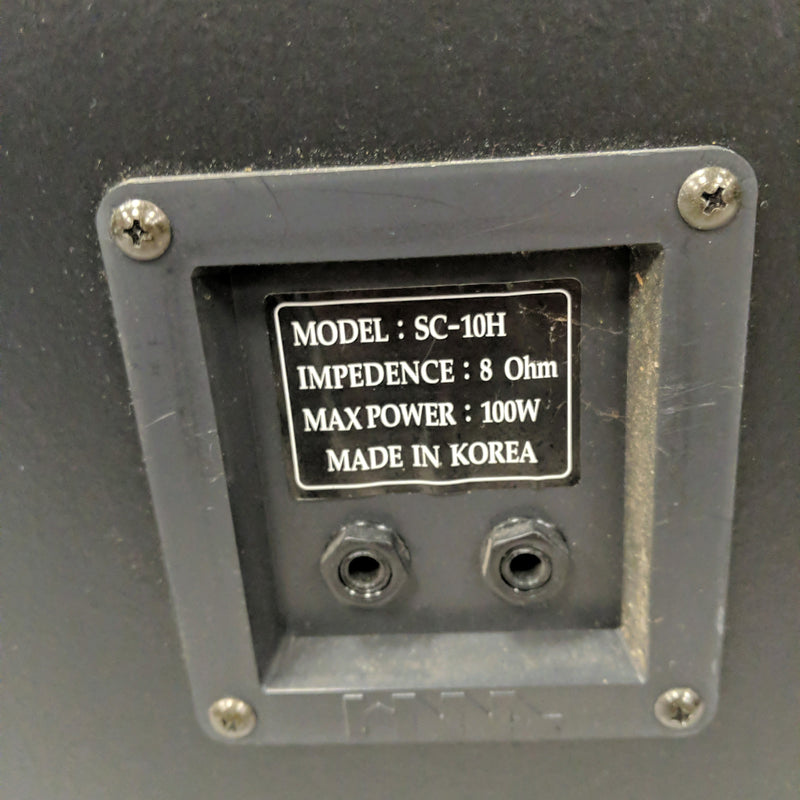 MODEL : SC-10H
IMPEDENCE : 8 Ohm
MAX POWER : 100W
MADE IN KOREA